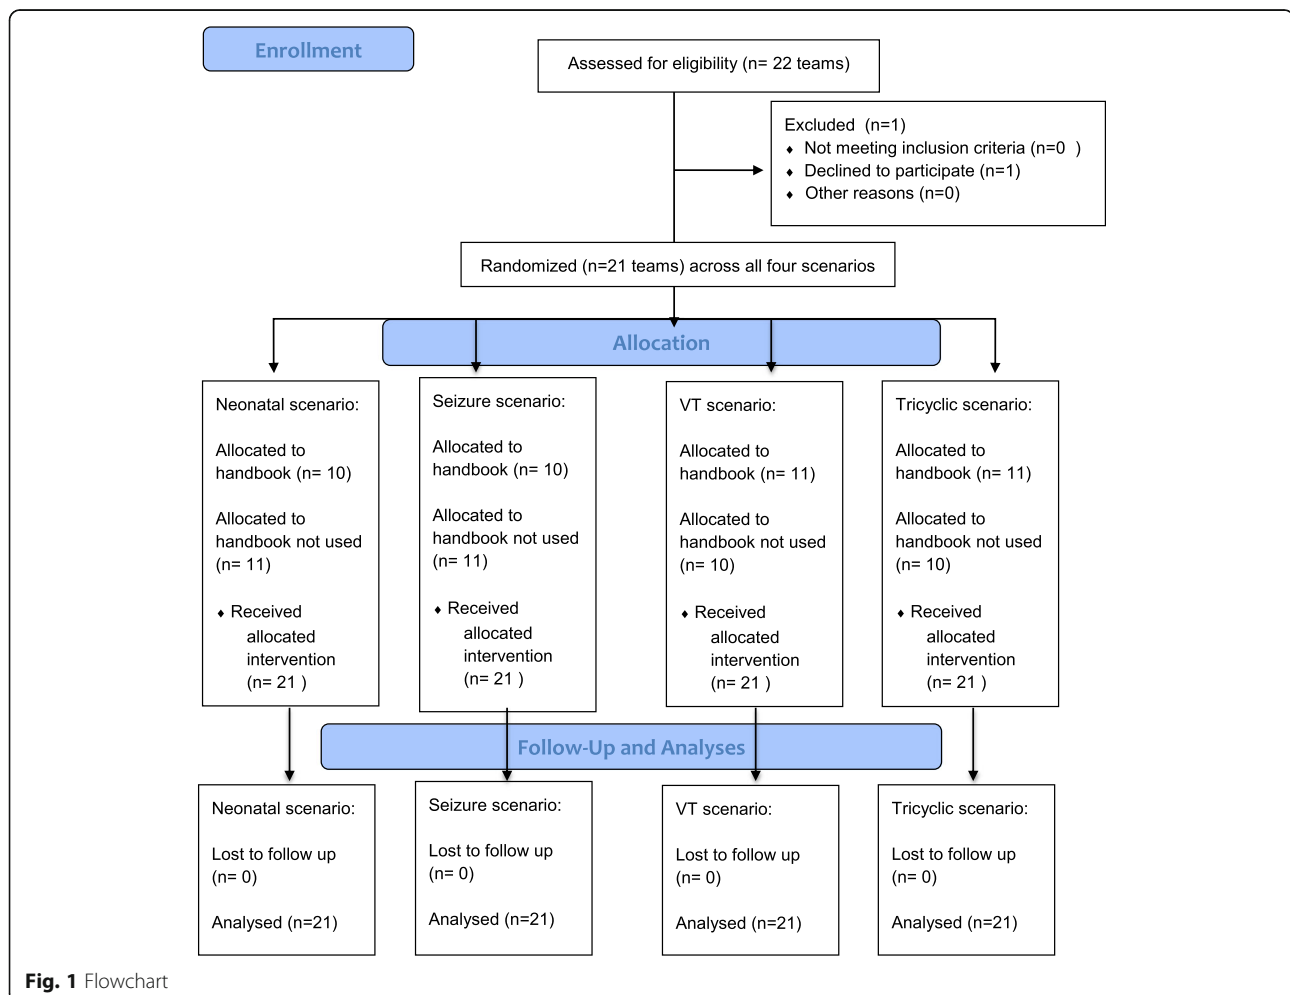 Enrollment
Assessed for eligibility (n= 22 teams)
Excluded (n=1)
♦ Not meeting inclusion criteria (n=0 )
♦ Declined to participate (n=1)
♦ Other reasons (n=0)
Randomized (n=21 teams) across all four scenarios
Allocation
Neonatal scenario:
Allocated to
handbook (n= 10)
Allocated to
handbook not used
(n= 11)
♦ Received
allocated
intervention
(n= 21 )
Seizure scenario:
Allocated to
handbook (n= 10)
Allocated to
handbook not used
(n= 11)
♦ Received
allocated
intervention
(n= 21 )
VT scenario:
Allocated to
handbook (n= 11)
Allocated to
handbook not used
(n= 10)
♦ Received
allocated
intervention
(n= 21 )
Tricyclic scenario:
Allocated to
handbook (n= 11)
Allocated to
handbook not used
(n= 10)
♦ Received
allocated
intervention
(n= 21 )
Follow-Up and Analyses
Neonatal scenario:
Lost to follow up
(n= 0)
Analysed (n=21)
Seizure scenario:
Lost to follow up
(n= 0)
Analysed (n=21)
VT scenario:
Lost to follow up
(n= 0)
Analysed (n=21)
Tricyclic scenario:
Lost to follow up
(n= 0)
Analysed (n=21)
Fig. 1 Flowchart